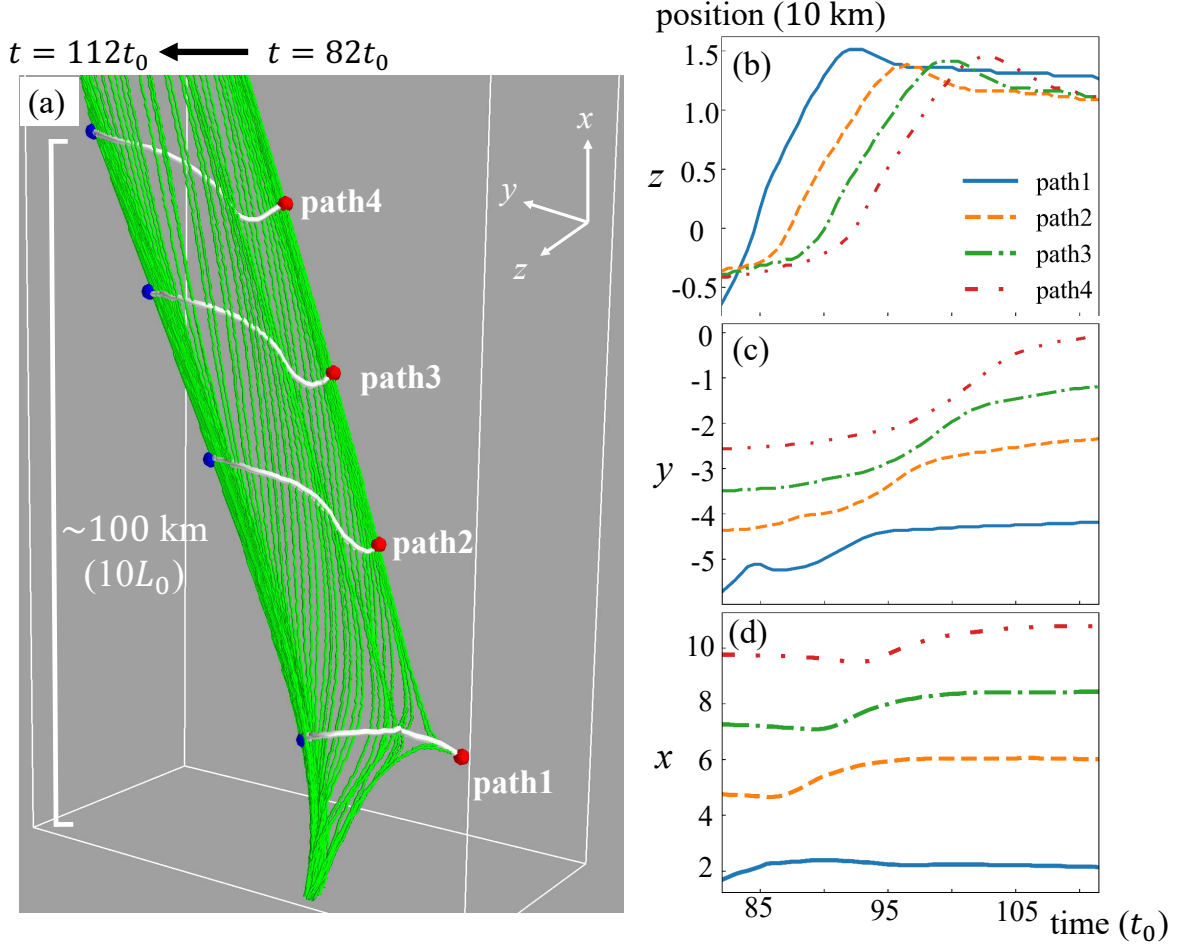 t = 112t₀ ← t = 82t₀
(a)
x
y
z
path4
path3
path2
path1
~100 km
(10L₀)
position (10 km)
(b)
1.5
1.0
0.5
0
-0.5
z
path1
path2
path3
path4
(c)
0
-1
-2
-3
-4
-5
y
(d)
10
8
6
4
2
x
85 95 105
time (t₀)